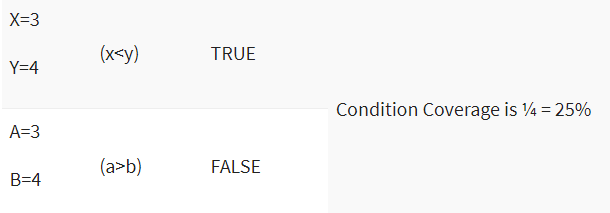 X=3
Y=4
(x<y)
TRUE
Condition Coverage is ¼ = 25%
A=3
B=4
(a>b)
FALSE